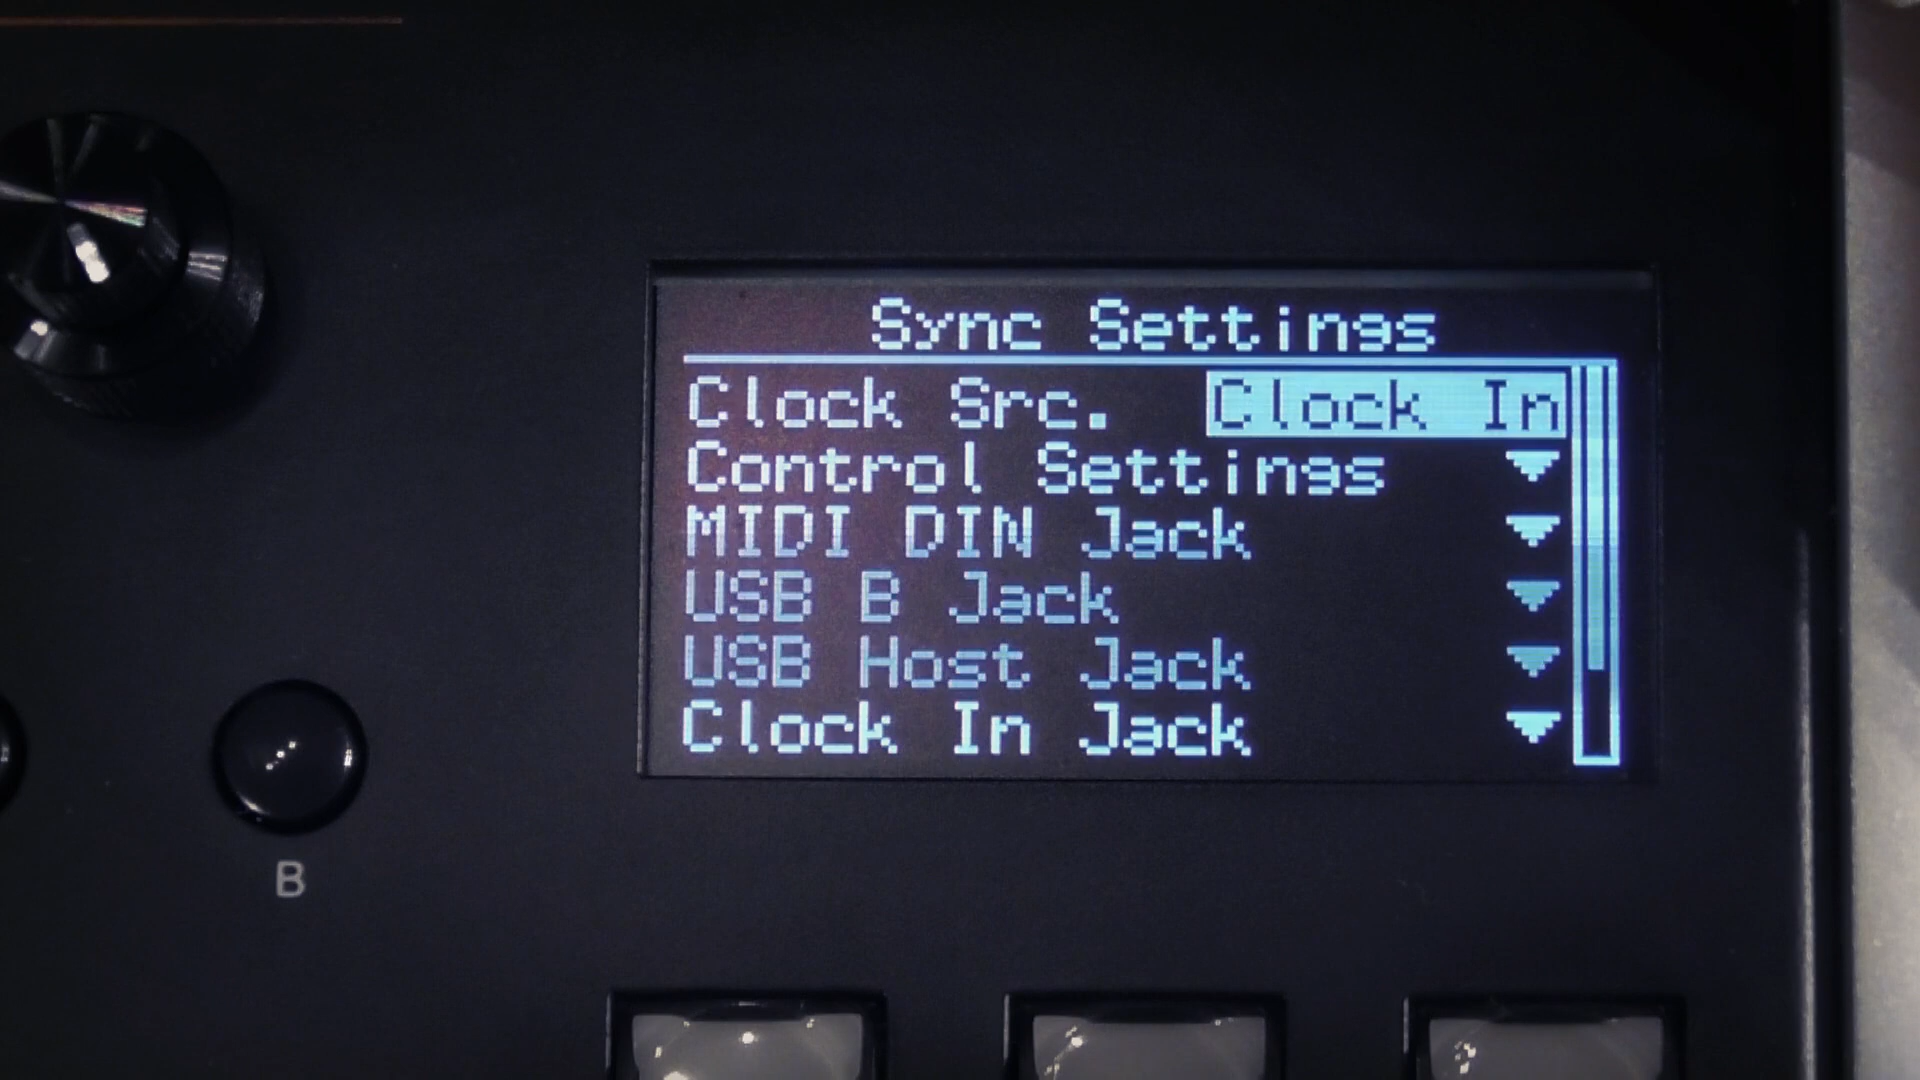 Sync Settings
Clock Src. Clock In
Control Settings
MIDI DIN Jack
USB B Jack
USB Host Jack
Clock In Jack
B